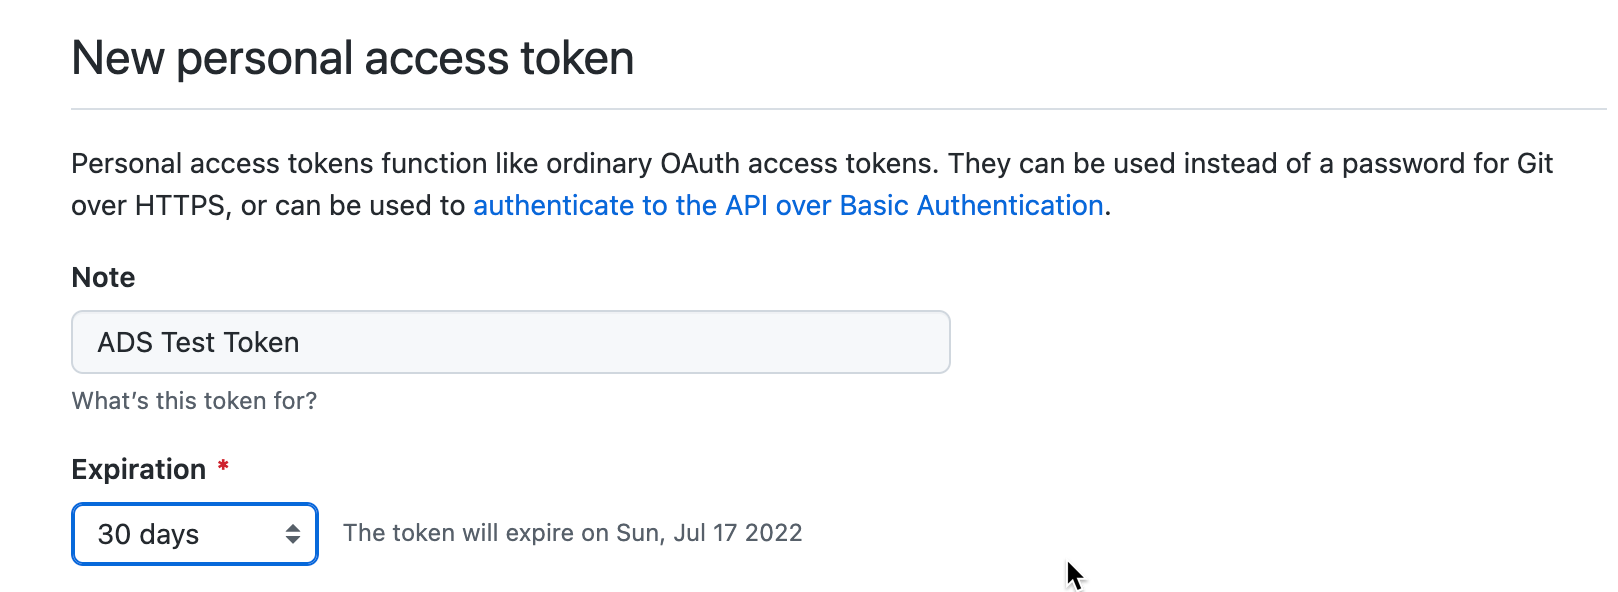 New personal access token
Personal access tokens function like ordinary OAuth access tokens. They can be used instead of a password for Git
over HTTPS, or can be used to authenticate to the API over Basic Authentication.
Note
ADS Test Token
What’s this token for?
Expiration *
30 days The token will expire on Sun, Jul 17 2022